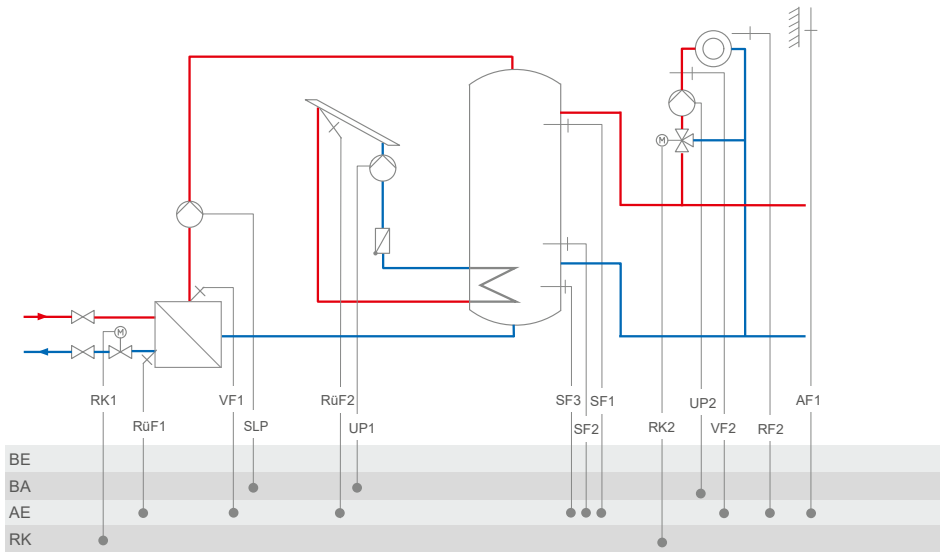 M
M
RK1
VF1
RüF2
SF3
SF1
UP2
AF1
RüF1
SLP
UP1
SF2
RK2
VF2
RF2
BE
BA
AE
RK